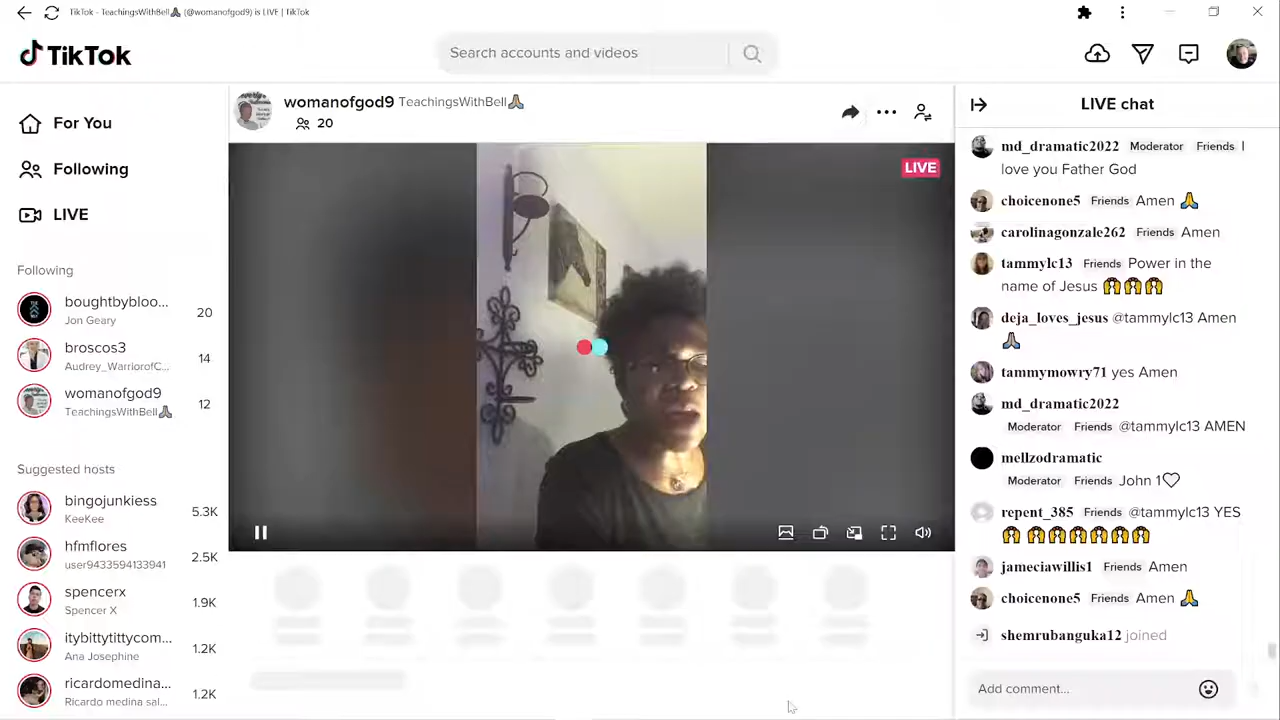 TikTok - TeachingsWithBell🙏🏽 (@womanofgod9) is LIVE | TikTok
TikTok
Search accounts and videos
For You
Following
LIVE
Following
boughtbybloo...
Jon Geary
20
broscos3
Audrey_WarriorofC...
14
womanofgod9
TeachingsWithBell🙏🏽
12
Suggested hosts
bingojunkiess
KeeKee
5.3K
hfmflores
user9433594133941
2.5K
spencerx
Spencer X
1.9K
itybittytittycom...
Ana Josephine
1.2K
ricardomedina...
Ricardo medina sal...
1.2K
womanofgod9 TeachingsWithBell🙏🏽
20
LIVE
LIVE chat
md_dramatic2022 Moderator Friends I
love you Father God
choicenone5 Friends Amen 🙏
carolinagonzale262 Friends Amen
tammylc13 Friends Power in the
name of Jesus 🙌🙌🙌
deja_loves_jesus @tammylc13 Amen
🙏🏽
tammymowry71 yes Amen
md_dramatic2022
Moderator Friends @tammylc13 AMEN
mellzodramatic
Moderator Friends John 1♡
repent_385 Friends @tammylc13 YES
🙌🙌🙌🙌🙌🙌🙌
jameciawillis1 Friends Amen
choicenone5 Friends Amen 🙏
shemrubanguka12 joined
Add comment...